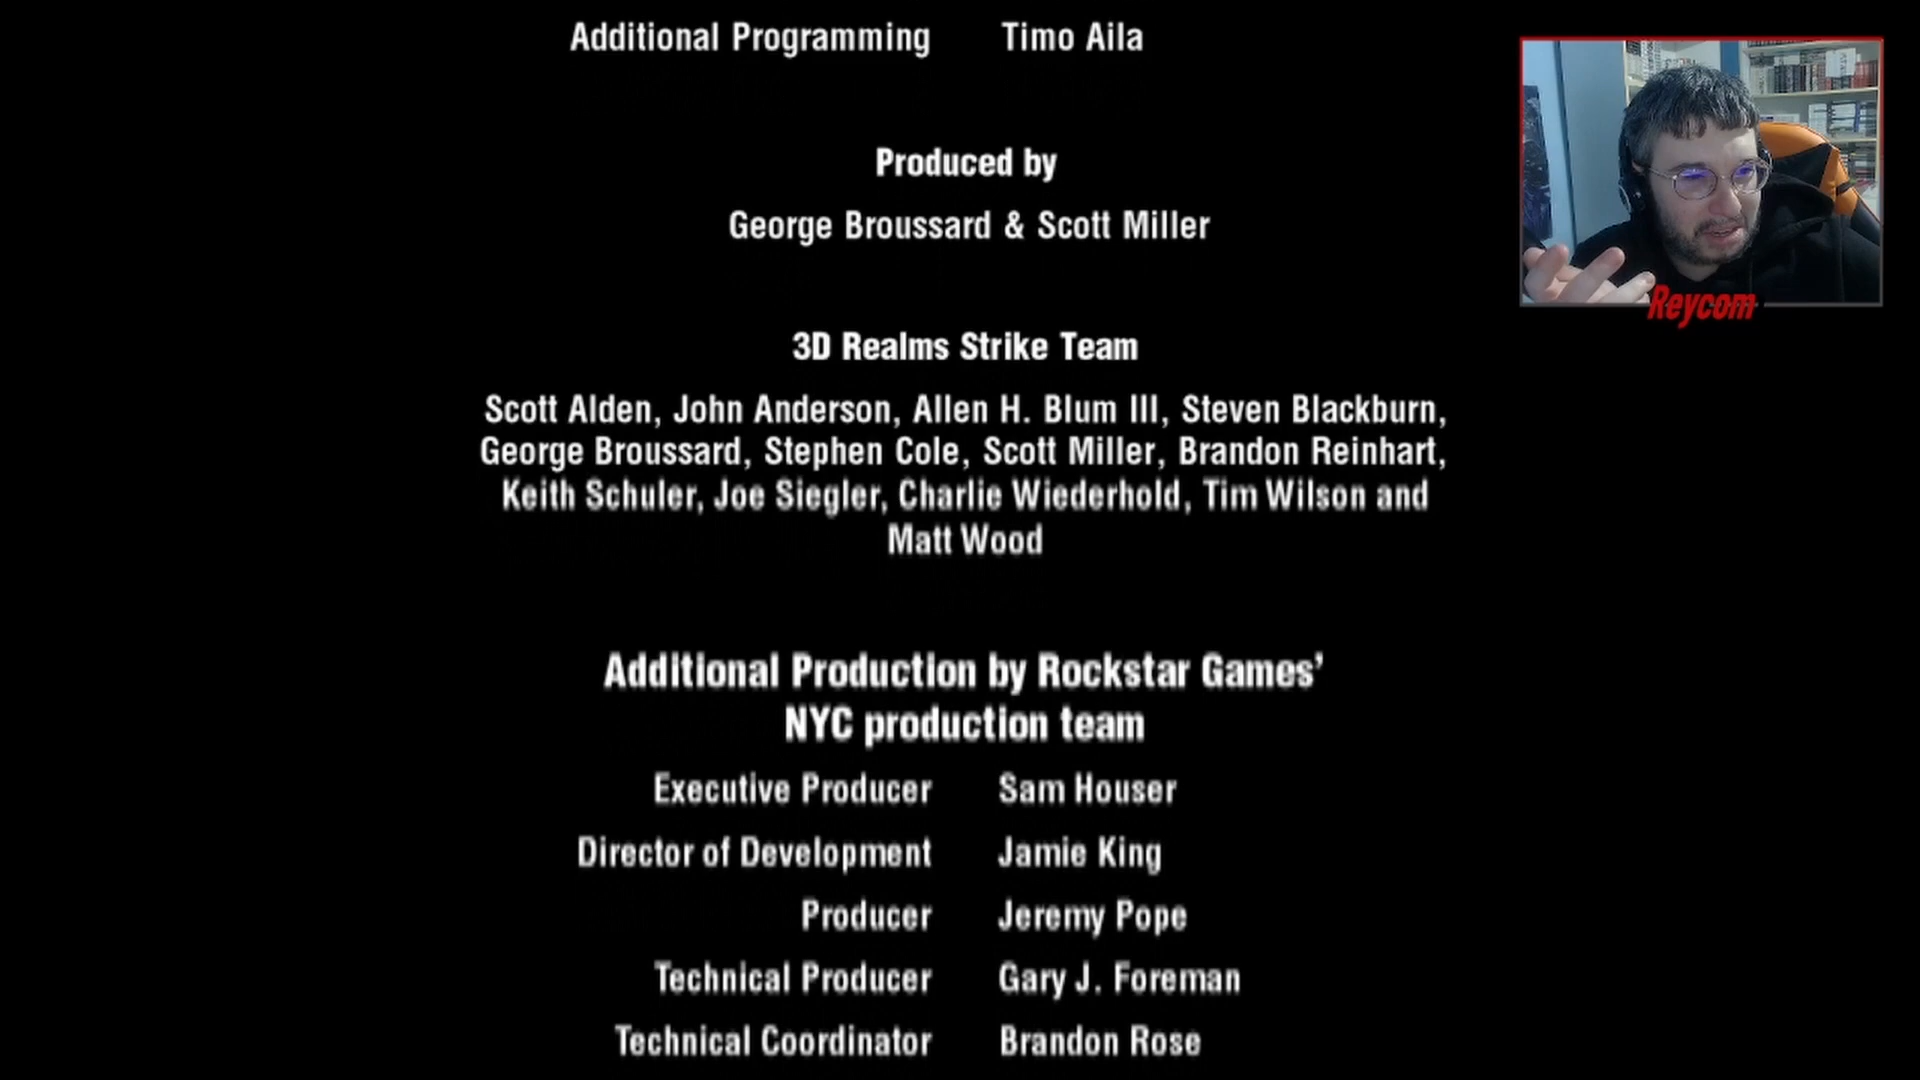 Additional Programming Timo Aila
Produced by
George Broussard & Scott Miller
3D Realms Strike Team
Scott Alden, John Anderson, Allen H. Blum III, Steven Blackburn,
George Broussard, Stephen Cole, Scott Miller, Brandon Reinhart,
Keith Schuler, Joe Siegler, Charlie Wiederhold, Tim Wilson and
Matt Wood
Additional Production by Rockstar Games’
NYC production team
Executive Producer Sam Houser
Director of Development Jamie King
Producer Jeremy Pope
Technical Producer Gary J. Foreman
Technical Coordinator Brandon Rose
Reycom